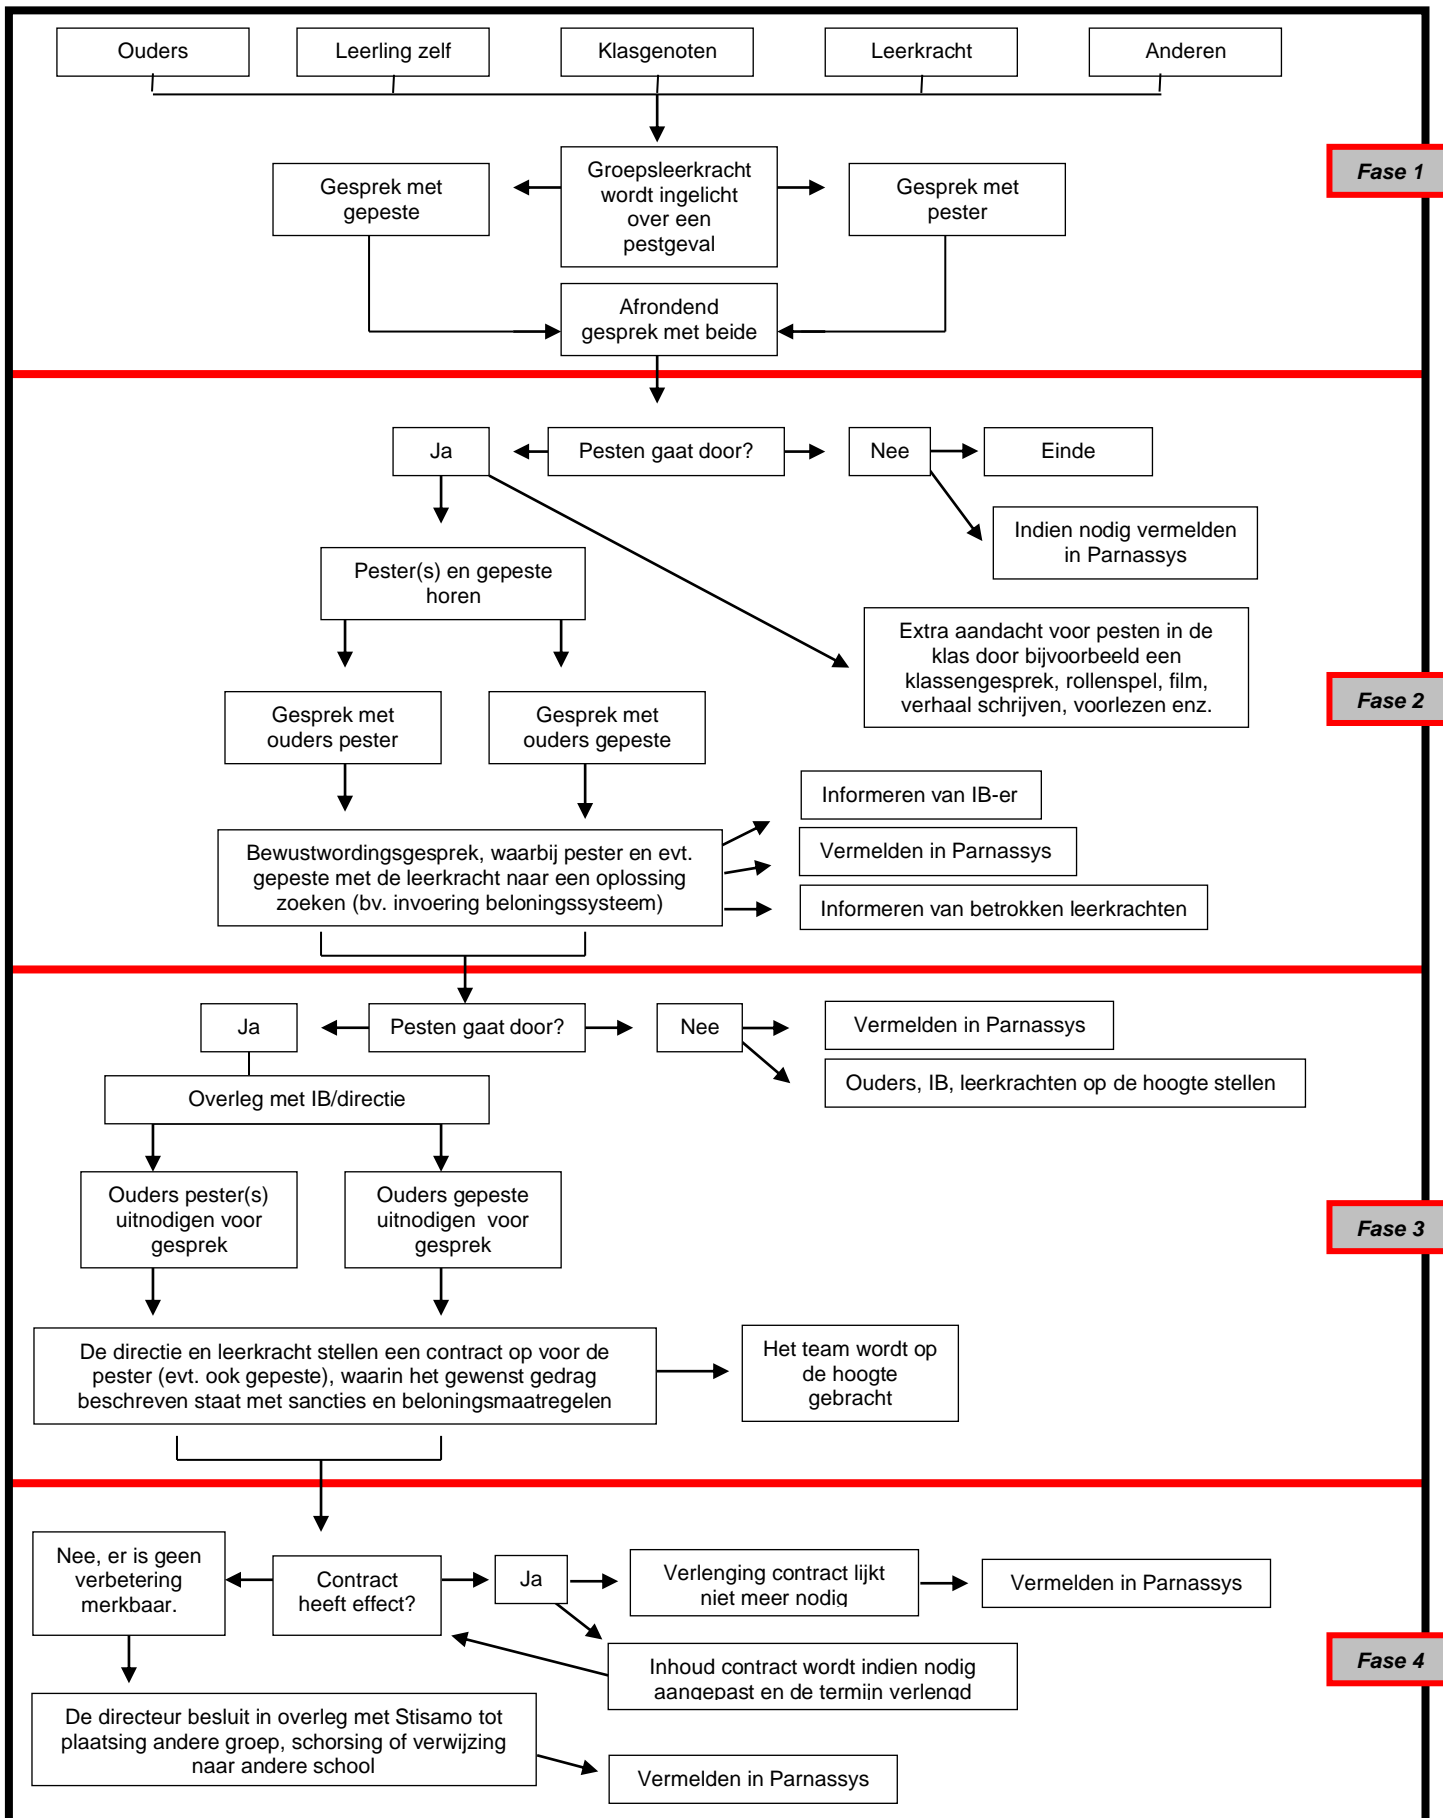 Ouders
Leerling zelf
Klasgenoten
Leerkracht
Anderen
Fase 1
Gesprek met
gepeste
Groepsleerkracht
wordt ingelicht
over een
pestgeval
Gesprek met
pester
Afrondend
gesprek met beide
Ja
Pesten gaat door?
Nee
Einde
Indien nodig vermelden
in Parnassys
Pester(s) en gepeste
horen
Extra aandacht voor pesten in de
klas door bijvoorbeeld een
klassengesprek, rollenspel, film,
verhaal schrijven, voorlezen enz.
Fase 2
Gesprek met
ouders pester
Gesprek met
ouders gepeste
Informeren van IB-er
Bewustwordingsgesprek, waarbij pester en evt.
gepeste met de leerkracht naar een oplossing
zoeken (bv. invoering beloningssysteem)
Vermelden in Parnassys
Informeren van betrokken leerkrachten
Ja
Pesten gaat door?
Nee
Vermelden in Parnassys
Ouders, IB, leerkrachten op de hoogte stellen
Overleg met IB/directie
Ouders pester(s)
uitnodigen voor
gesprek
Ouders gepeste
uitnodigen  voor
gesprek
Fase 3
De directie en leerkracht stellen een contract op voor de
pester (evt. ook gepeste), waarin het gewenst gedrag
beschreven staat met sancties en beloningsmaatregelen
Het team wordt op
de hoogte
gebracht
Nee, er is geen
verbetering
merkbaar.
Contract
heeft effect?
Ja
Verlenging contract lijkt
niet meer nodig
Vermelden in Parnassys
Inhoud contract wordt indien nodig
aangepast en de termijn verlengd
Fase 4
De directeur besluit in overleg met Stisamo tot
plaatsing andere groep, schorsing of verwijzing
naar andere school
Vermelden in Parnassys